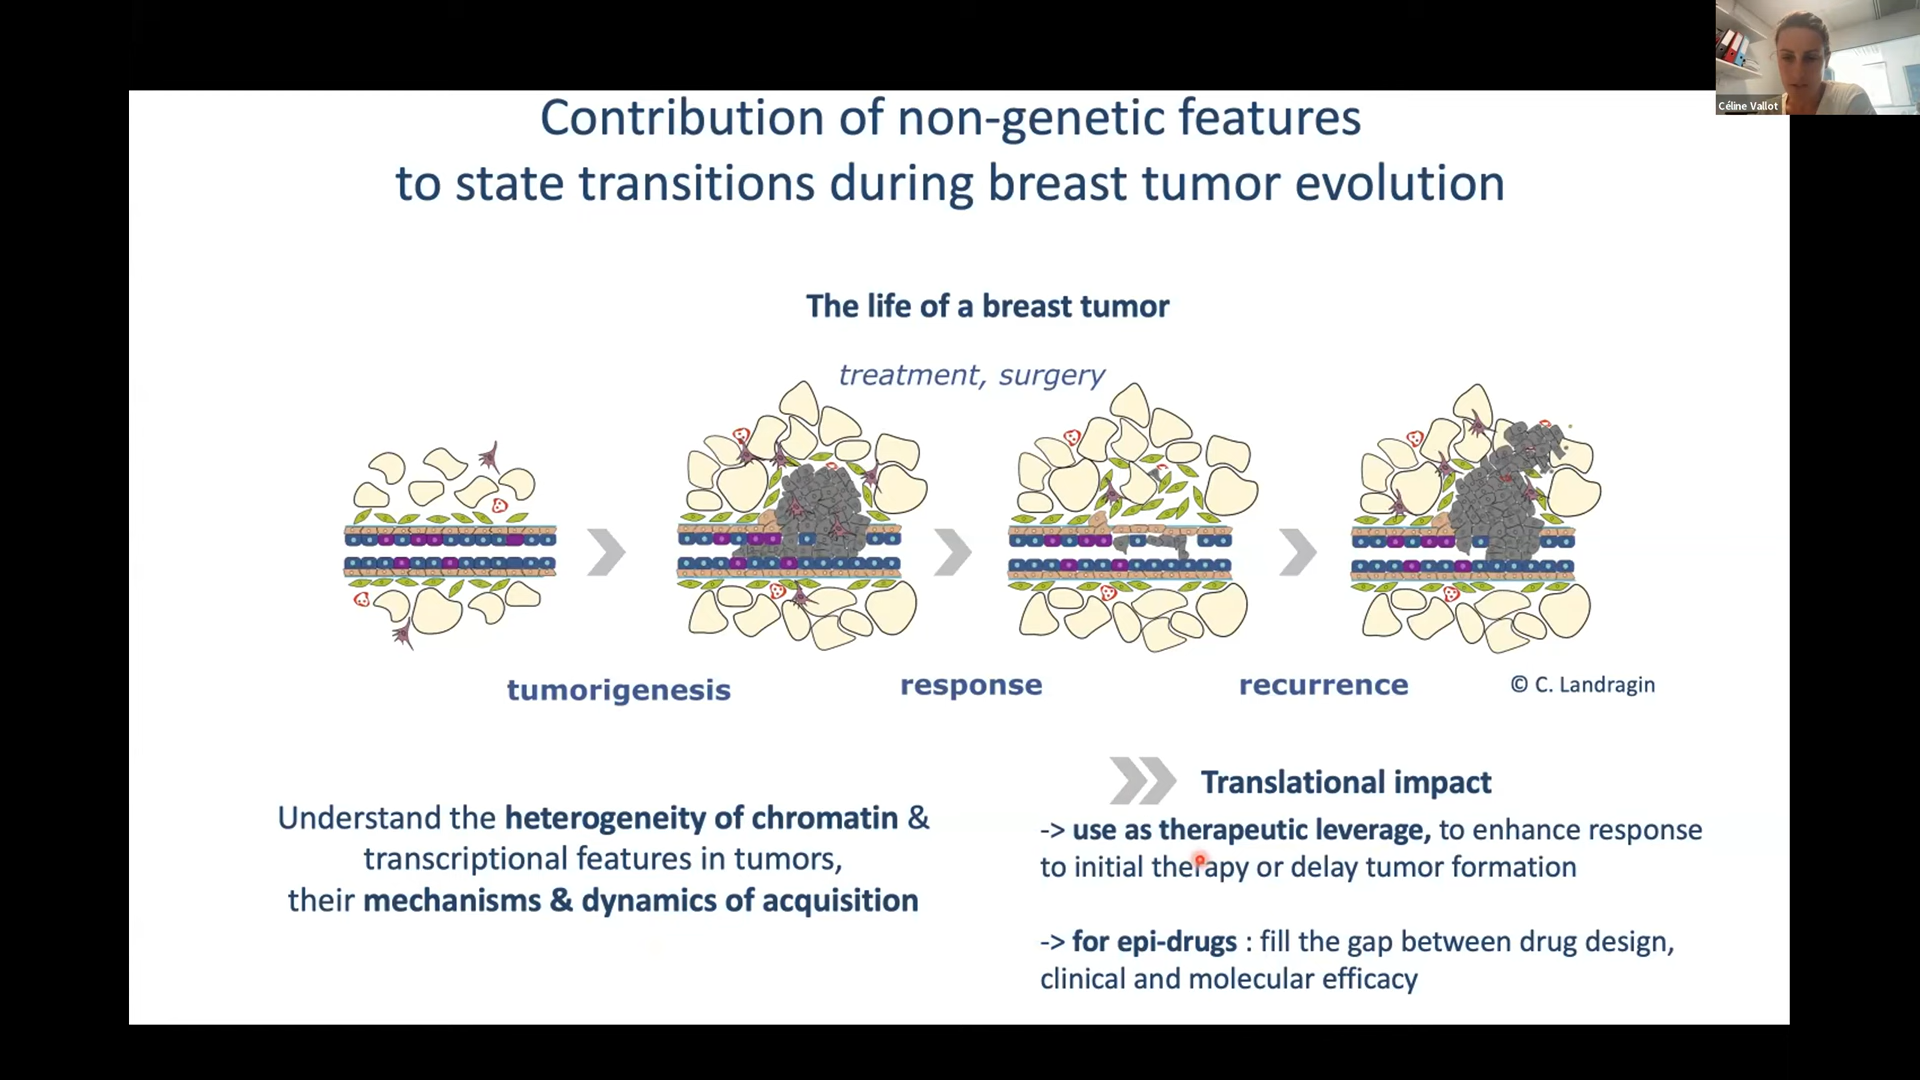 Céline Vallot
Contribution of non-genetic features
to state transitions during breast tumor evolution
The life of a breast tumor
treatment, surgery
tumorigenesis
response
recurrence
© C. Landragin
Understand the heterogeneity of chromatin &
transcriptional features in tumors,
their mechanisms & dynamics of acquisition
Translational impact
-> use as therapeutic leverage, to enhance response
to initial therapy or delay tumor formation
-> for epi-drugs : fill the gap between drug design,
clinical and molecular efficacy